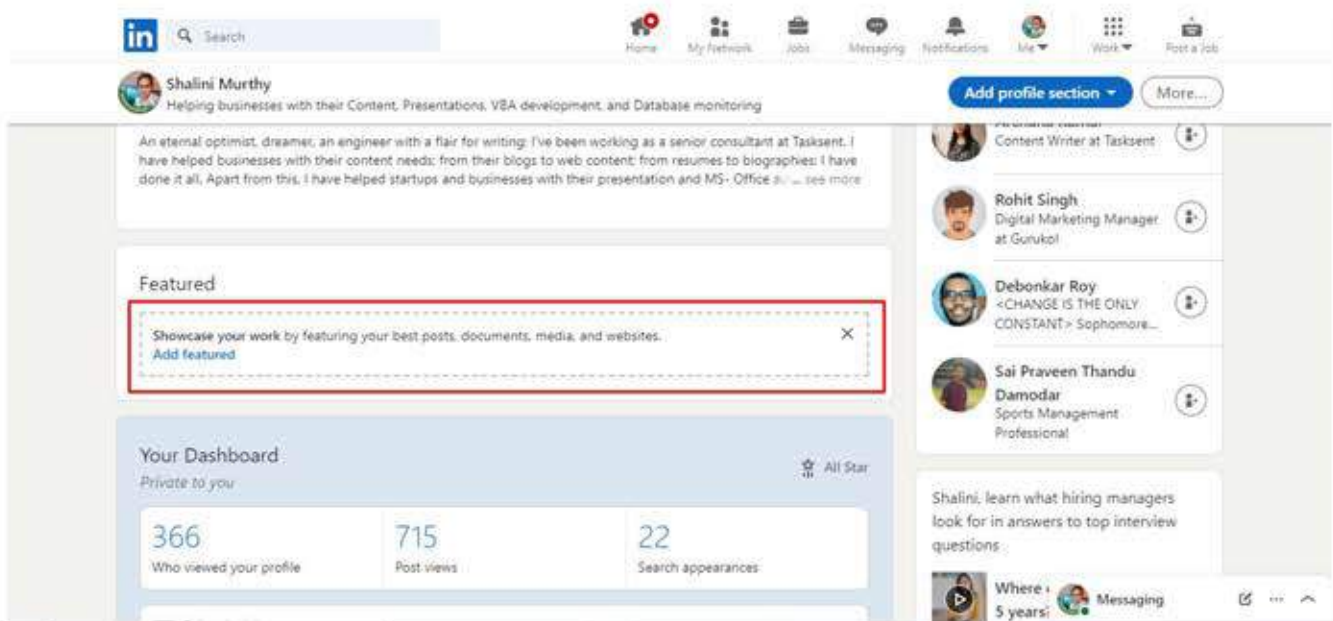 in
Search
Home
My Network
Jobs
Messaging
Notifications
Me
Work
Post a Job
Shalini Murthy
Helping businesses with their Content, Presentations, VBA development, and Database monitoring
Add profile section
More...
An eternal optimist, dreamer, an engineer with a flair for writing; I've been working as a senior consultant at Tasksent. I
have helped businesses with their content needs; from their blogs to web content; from resumes to biographies; I have
done it all. Apart from this, I have helped startups and businesses with their presentation and MS- Office ... see more
Featured
Showcase your work by featuring your best posts, documents, media, and websites.
Add featured
Your Dashboard
Private to you
All Star
366
Who viewed your profile
715
Post views
22
Search appearances
Content Writer at Tasksent
Rohit Singh
Digital Marketing Manager
at Gurukol
Debonkar Roy
<CHANGE IS THE ONLY
CONSTANT> Sophomore...
Sai Praveen Thandu
Damodar
Sports Management
Professional
Shalini, learn what hiring managers
look for in answers to top interview
questions
Where
5 years
Messaging